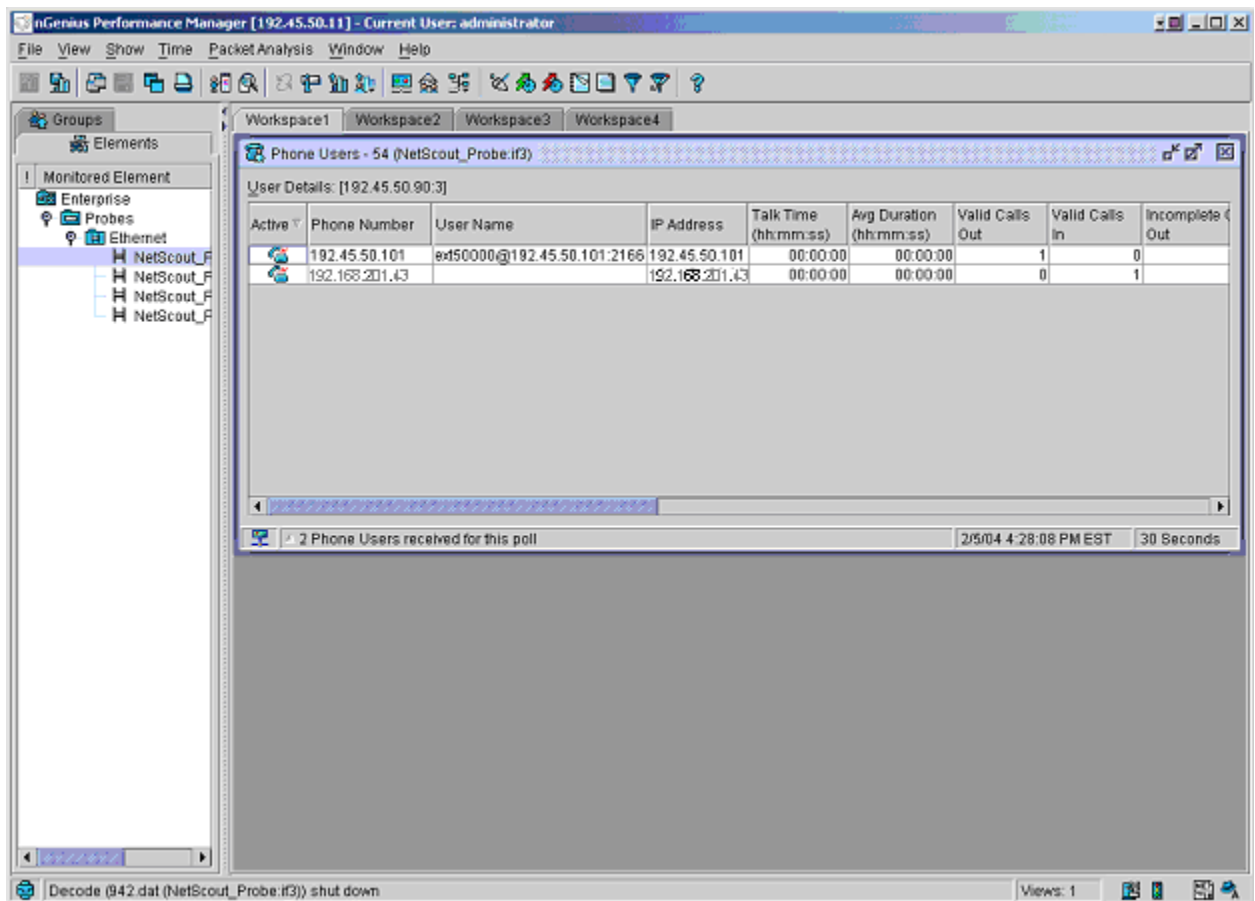 nGenius Performance Manager [192.45.50.11] - Current User: administrator
File View Show Time Packet Analysis Window Help
Groups
Elements
! Monitored Element
Enterprise
Probes
Ethernet
NetScout_P
NetScout_P
NetScout_P
NetScout_P
Workspace1 Workspace2 Workspace3 Workspace4
Phone Users - 54 (NetScout_Probe:if3)
User Details: [192.45.50.90:3]
Active Phone Number User Name IP Address Talk Time (hh:mm:ss) Avg Duration (hh:mm:ss) Valid Calls Out Valid Calls In Incomplete Out
192.45.50.101 ext50000@192.45.50.101:2166 192.45.50.101 00:00:00 00:00:00 1 0
192.168.201.43 192.168.201.43 00:00:00 00:00:00 0 1
2 Phone Users received for this poll 2/5/04 4:28:08 PM EST 30 Seconds
Decode (942.dat (NetScout_Probe:if3)) shut down Views: 1